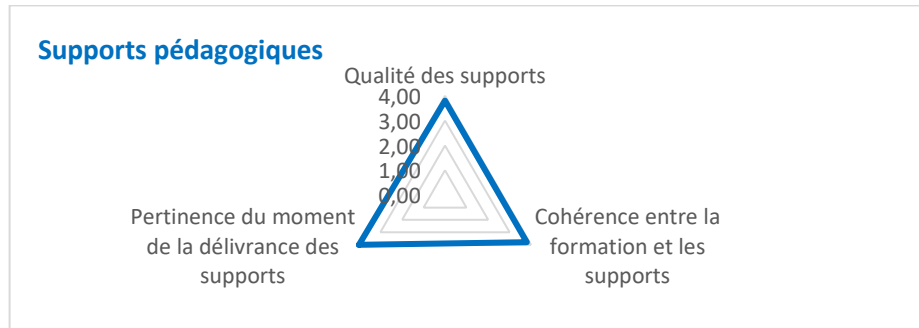 Supports pédagogiques
Qualité des supports
4,00
3,00
2,00
1,00
0,00
Pertinence du moment
de la délivrance des
supports
Cohérence entre la
formation et les
supports